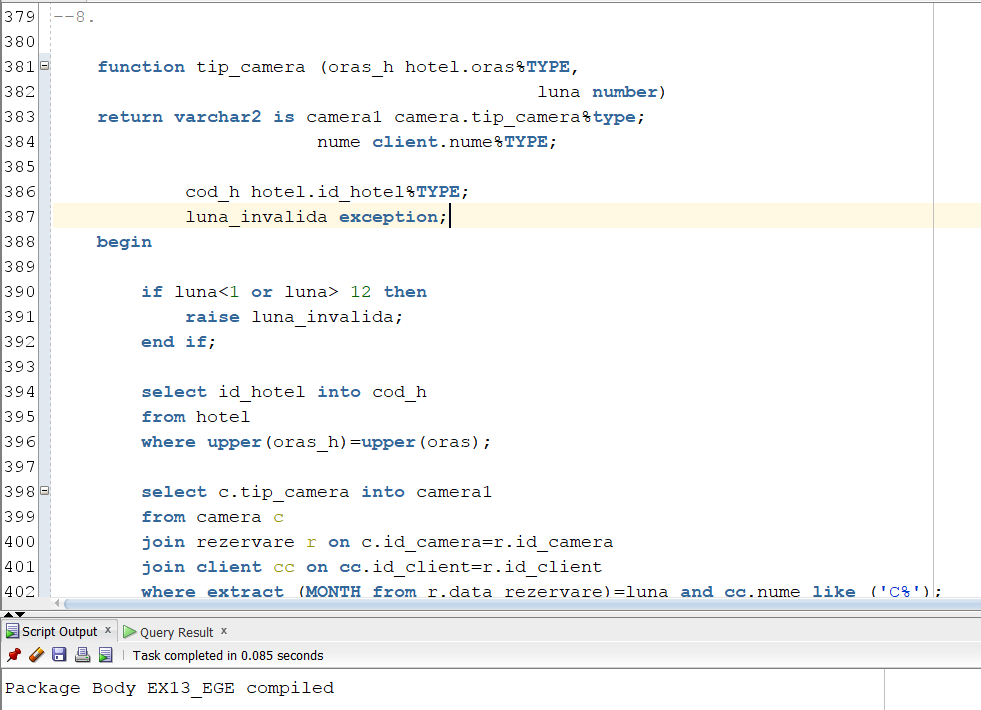 379 --8.
380
381 function tip_camera (oras_h hotel.oras%TYPE,
382 luna number)
383 return varchar2 is camera1 camera.tip_camera%type;
384 nume client.nume%TYPE;
385
386 cod_h hotel.id_hotel%TYPE;
387 luna_invalida exception;
388 begin
389
390 if luna<1 or luna> 12 then
391 raise luna_invalida;
392 end if;
393
394 select id_hotel into cod_h
395 from hotel
396 where upper(oras_h)=upper(oras);
397
398 select c.tip_camera into camera1
399 from camera c
400 join rezervare r on c.id_camera=r.id_camera
401 join client cc on cc.id_client=r.id_client
402 where extract (MONTH from r.data_rezervare)=luna and cc.nume like ('C%');
Script Output x Query Result x
Task completed in 0.085 seconds
Package Body EX13_EGE compiled